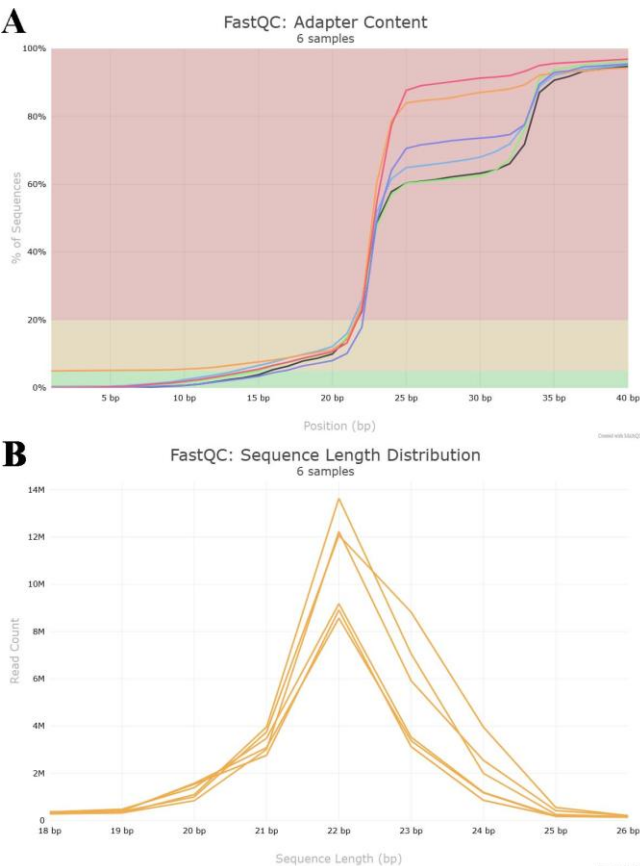 A
FastQC: Adapter Content
6 samples
100%
80%
60%
40%
20%
0%
% of Sequences
5 bp 10 bp 15 bp 20 bp 25 bp 30 bp 35 bp 40 bp
Position (bp)
B
FastQC: Sequence Length Distribution
6 samples
14M
12M
10M
8M
6M
4M
2M
0
Read Count
18 bp 19 bp 20 bp 21 bp 22 bp 23 bp 24 bp 25 bp 26 bp
Sequence Length (bp)